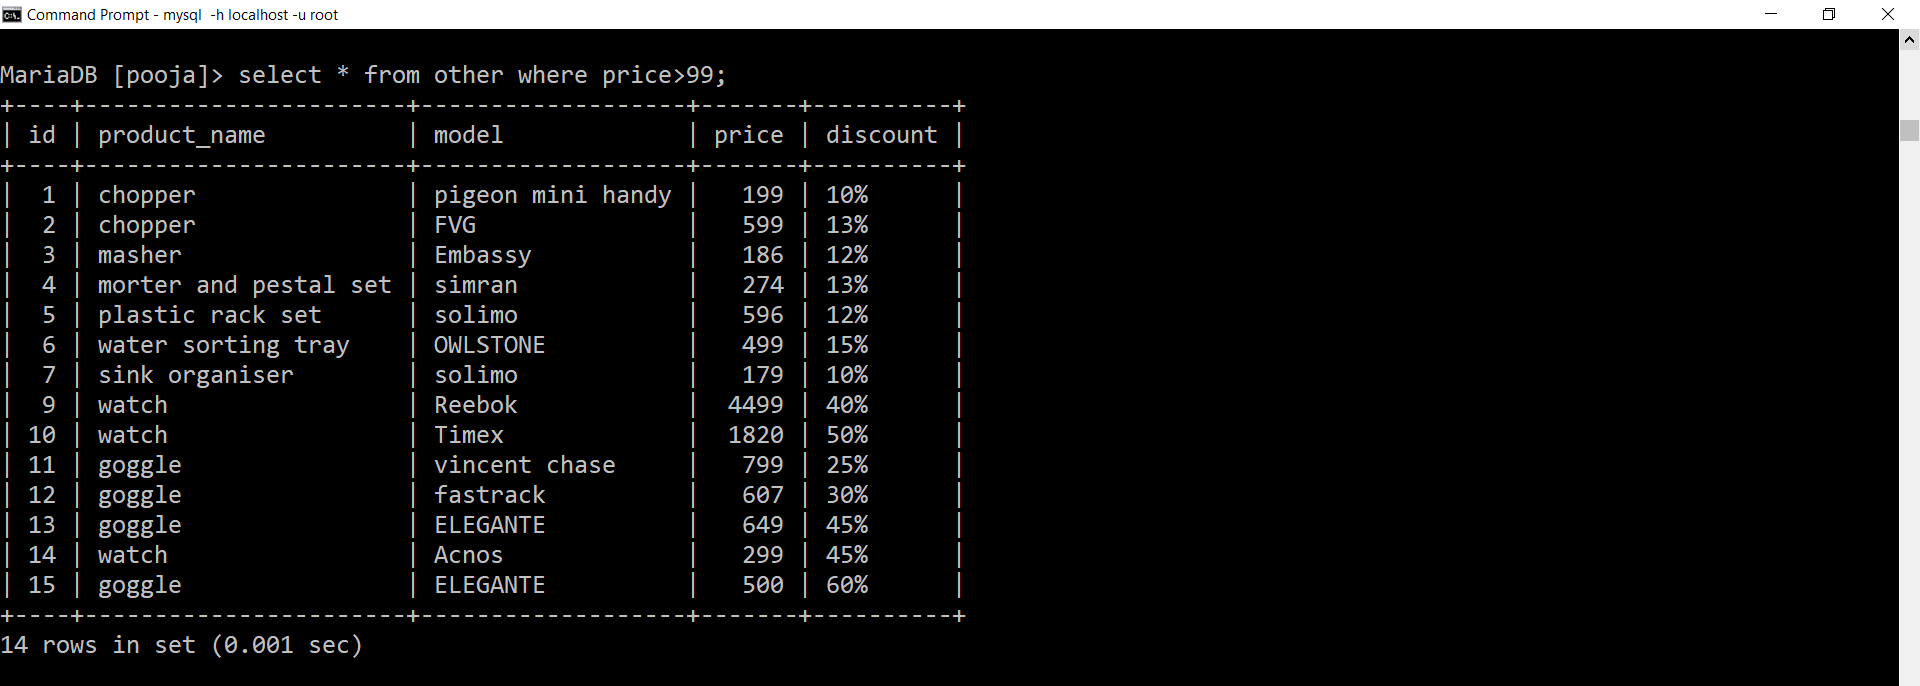 Command Prompt - mysql  -h localhost -u root
MariaDB [pooja]> select * from other where price>99;
+----+-----------------------+-------------------+-------+----------+
| id | product_name          | model             | price | discount |
+----+-----------------------+-------------------+-------+----------+
|  1 | chopper               | pigeon mini handy |   199 | 10%      |
|  2 | chopper               | FVG               |   599 | 13%      |
|  3 | masher                | Embassy           |   186 | 12%      |
|  4 | morter and pestal set | simran            |   274 | 13%      |
|  5 | plastic rack set      | solimo            |   596 | 12%      |
|  6 | water sorting tray    | OWLSTONE          |   499 | 15%      |
|  7 | sink organiser        | solimo            |   179 | 10%      |
|  9 | watch                 | Reebok            |  4499 | 40%      |
| 10 | watch                 | Timex             |  1820 | 50%      |
| 11 | goggle                | vincent chase     |   799 | 25%      |
| 12 | goggle                | fastrack          |   607 | 30%      |
| 13 | goggle                | ELEGANTE          |   649 | 45%      |
| 14 | watch                 | Acnos             |   299 | 45%      |
| 15 | goggle                | ELEGANTE          |   500 | 60%      |
+----+-----------------------+-------------------+-------+----------+
14 rows in set (0.001 sec)